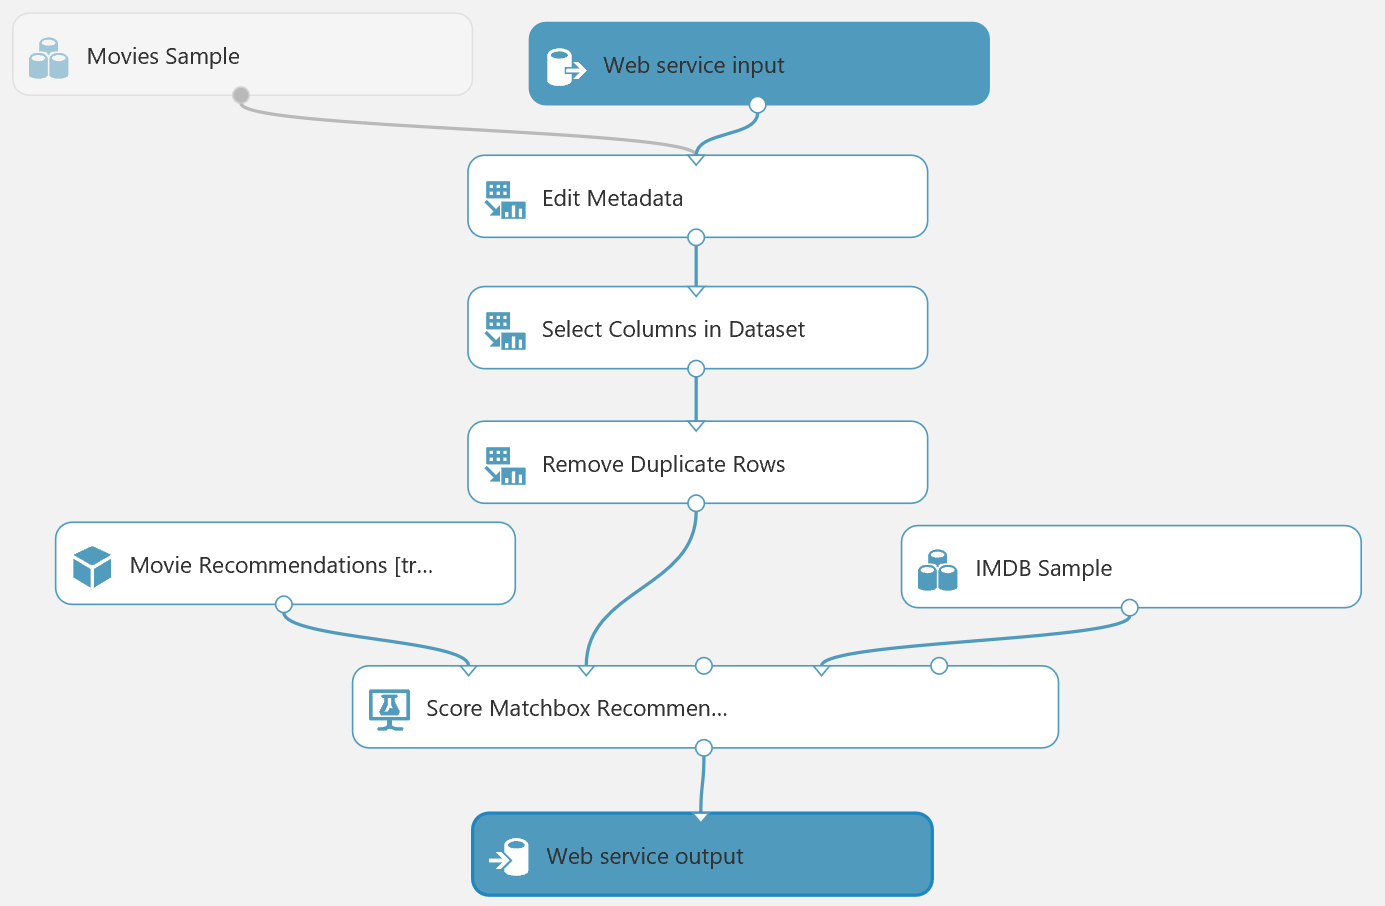 Movies Sample
Web service input
Edit Metadata
Select Columns in Dataset
Remove Duplicate Rows
Movie Recommendations [tr...
IMDB Sample
Score Matchbox Recommen...
Web service output